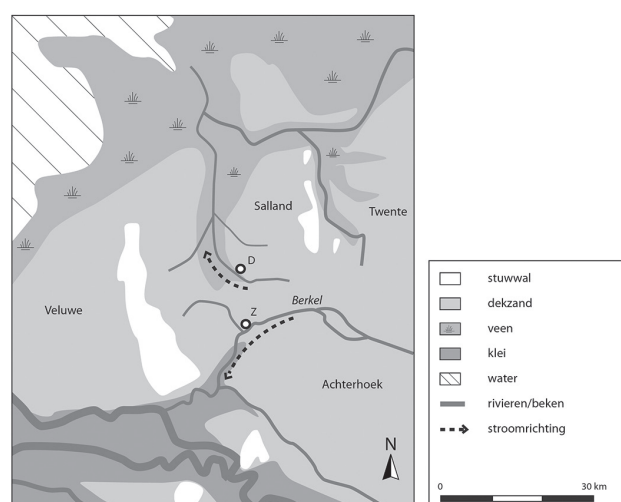 Salland
Twente
D
Berkel
Veluwe
Z
Achterhoek
N
stuwwal
dekzand
veen
klei
water
rivieren/beken
stroomrichting
0
30 km